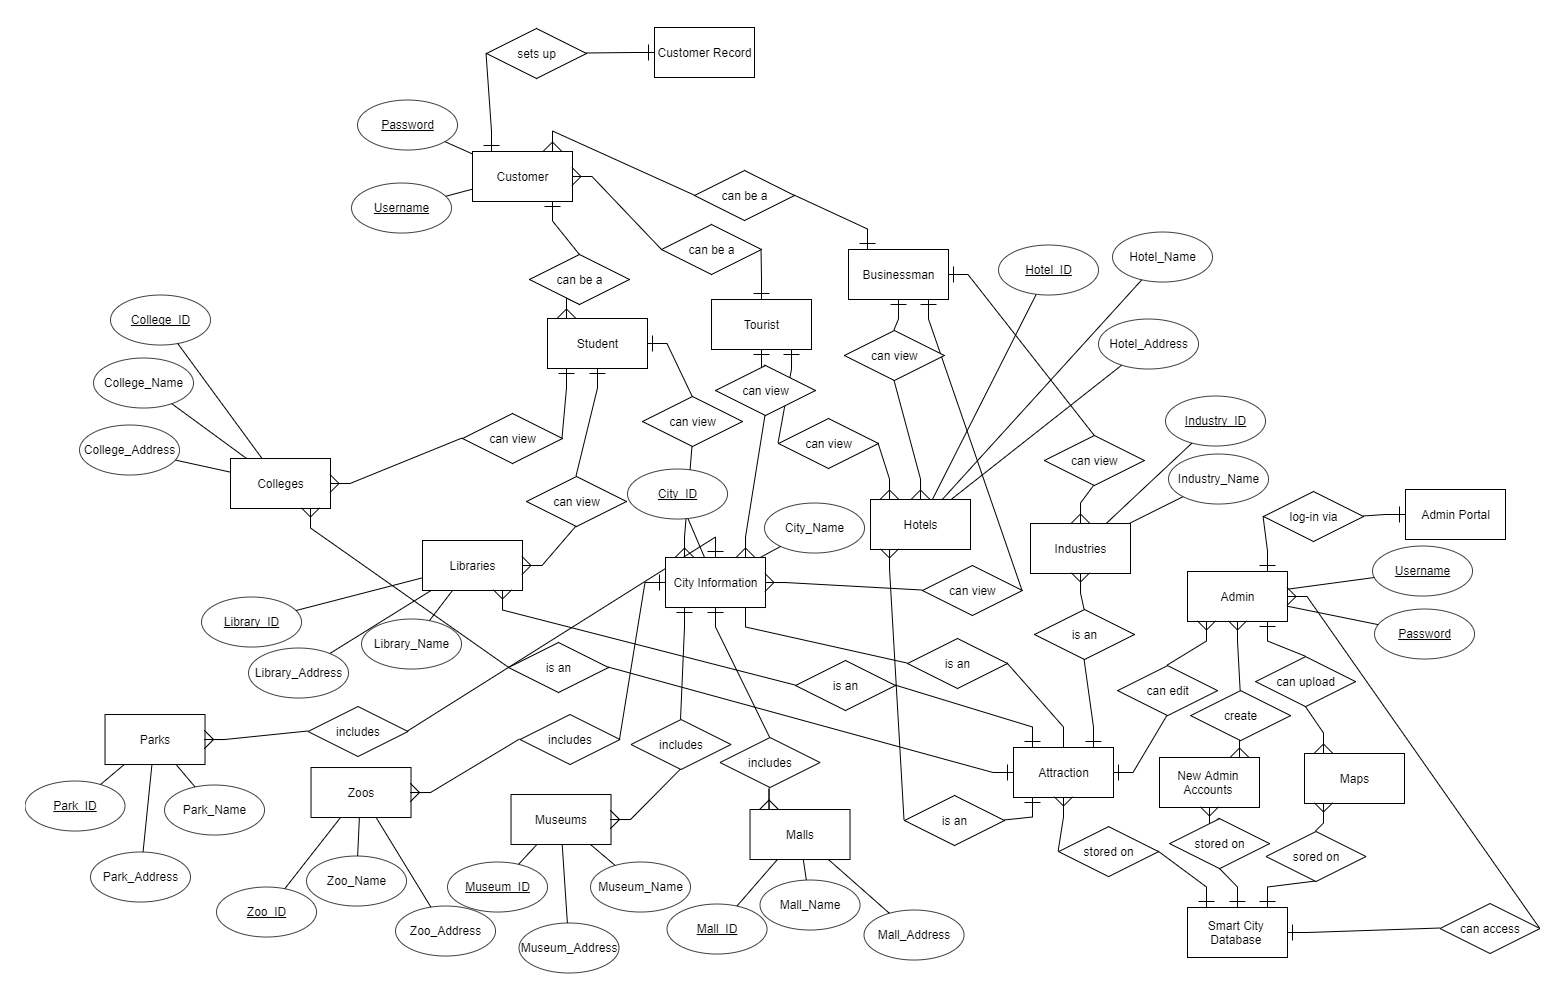 sets up
Customer Record
Password
Customer
can be a
Username
can be a
Hotel_Name
Hotel_ID
Businessman
can be a
College_ID
Tourist
Student
Hotel_Address
can view
College_Name
can view
can view
Industry_ID
can view
can view
can view
College_Address
can view
Industry_Name
Colleges
City_ID
can view
Admin Portal
log-in via
Hotels
City_Name
Industries
Libraries
Username
City Information
can view
Admin
Library_ID
Password
is an
Library_Name
is an
is an
Library_Address
can upload
is an
can edit
create
includes
Parks
includes
includes
includes
Attraction
New Admin
Accounts
Maps
Zoos
Park_ID
Park_Name
Museums
is an
Malls
stored on
stored on
sored on
Park_Address
Zoo_Name
Museum_ID
Museum_Name
Mall_Name
Zoo_ID
Smart City
Database
Zoo_Address
Mall_ID
Mall_Address
can access
Museum_Address